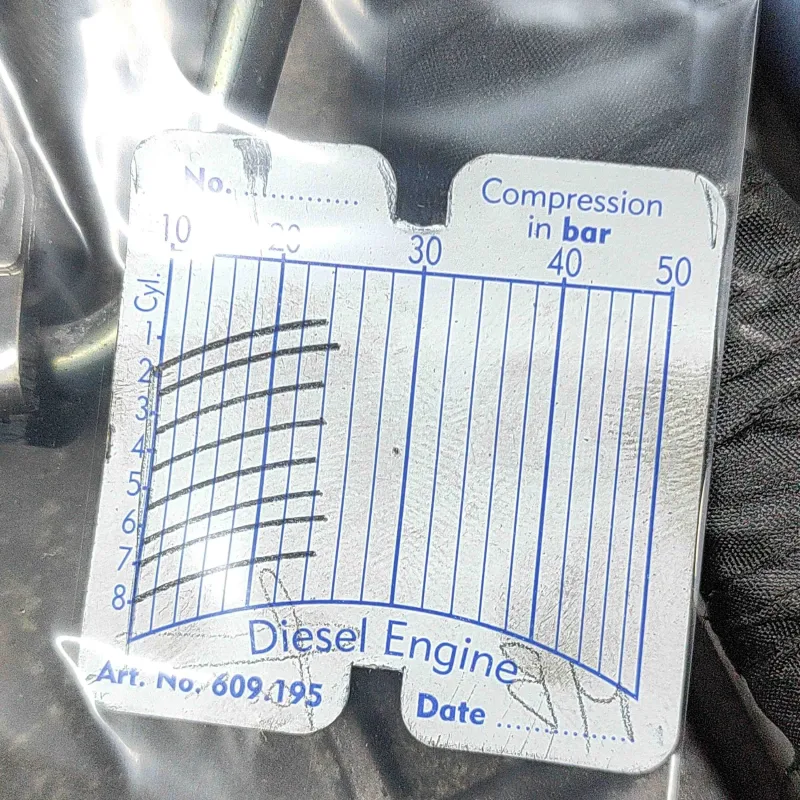 No. ....................
Compression
in bar
10 20 30 40 50
Cyl.
1
2
3
4
5
6
7
8
Diesel Engine
Art. No. 609.195
Date ....................